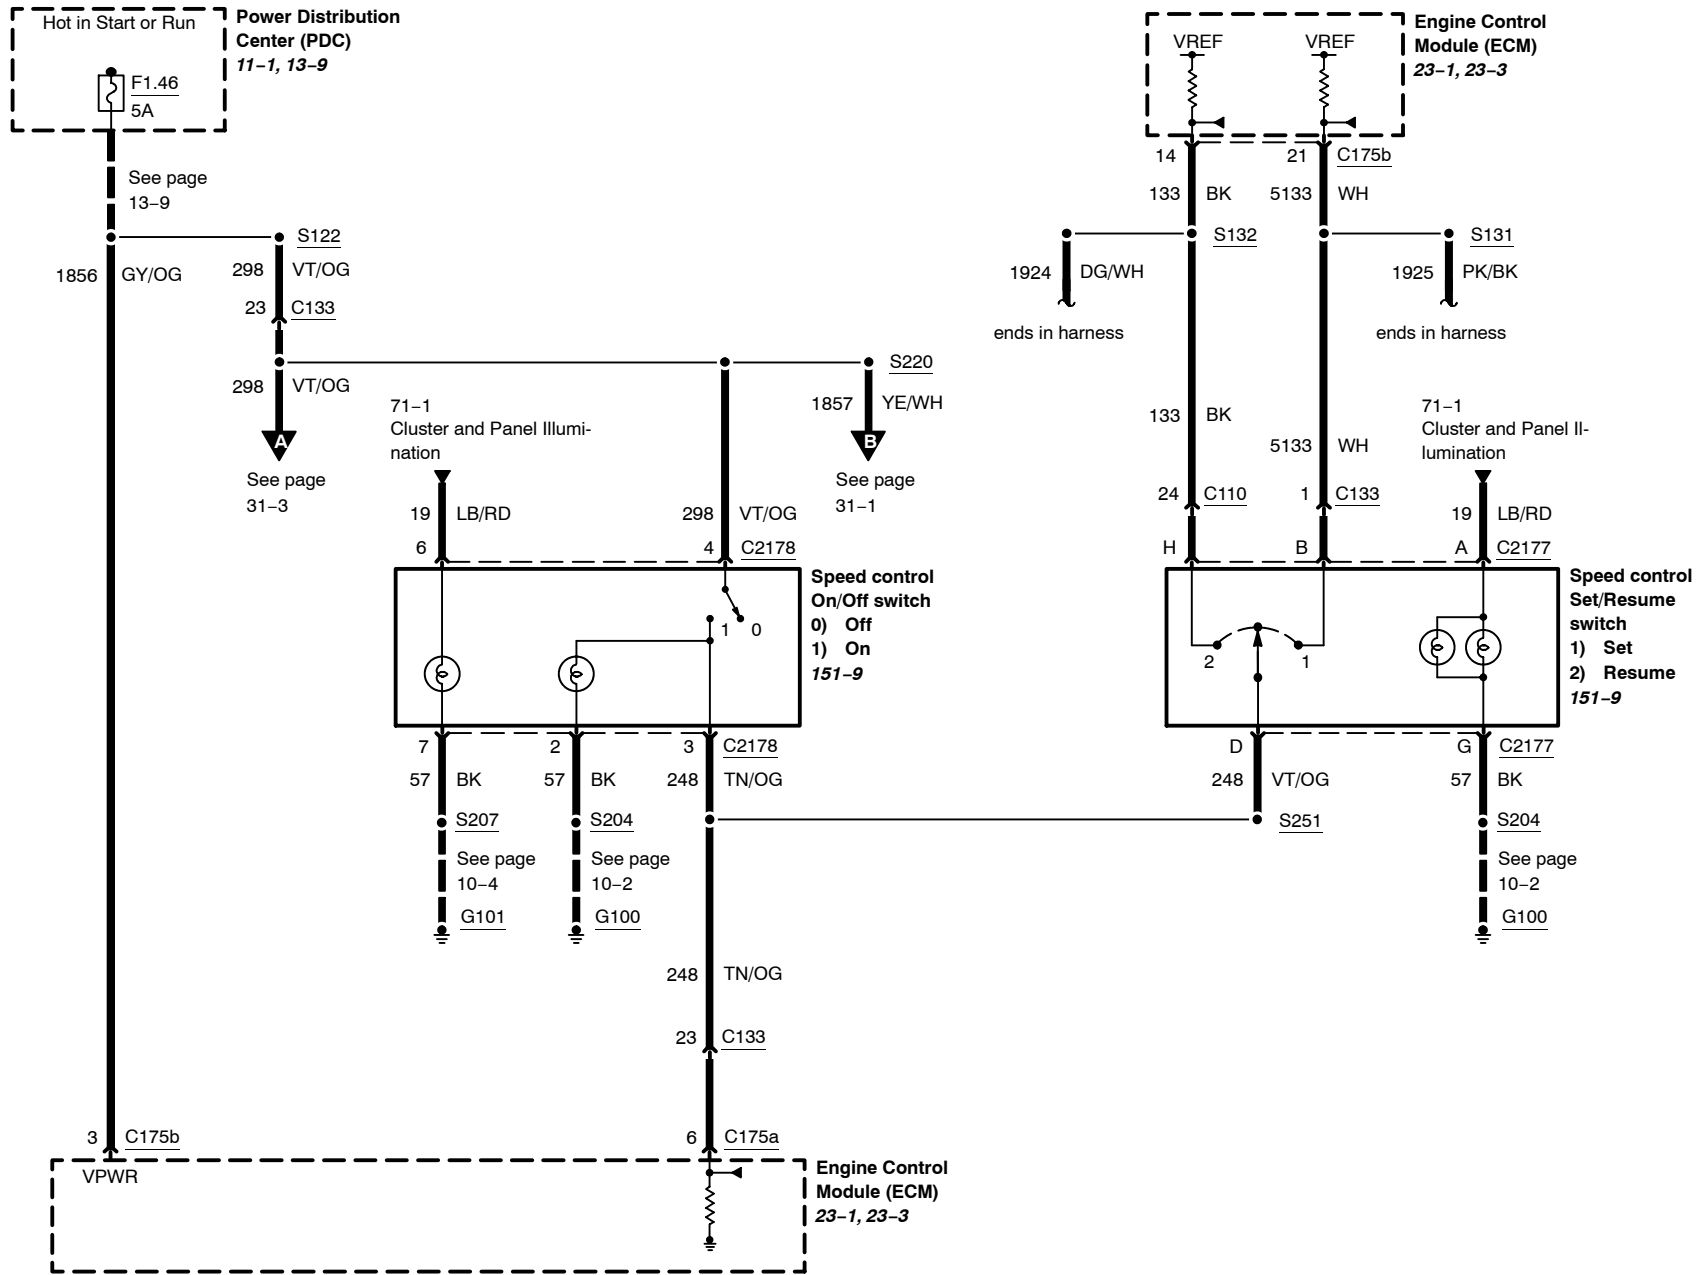 Hot in Start or Run
F1.46
5A
Power Distribution
Center (PDC)
11−1, 13−9
See page
13−9
S122
1856 GY/OG
298 VT/OG
23 C133
298 VT/OG
A
See page
31−3
S220
1857 YE/WH
B
See page
31−1
71−1
Cluster and Panel Illumi-
nation
19 LB/RD
6
298 VT/OG
4 C2178
Speed control
On/Off switch
0) Off
1) On
151−9
1 0
7
57 BK
S207
See page
10−4
G101
2
57 BK
S204
See page
10−2
G100
3 C2178
248 TN/OG
248 TN/OG
23 C133
3 C175b
6 C175a
VPWR
Engine Control
Module (ECM)
23−1, 23−3
VREF
VREF
Engine Control
Module (ECM)
23−1, 23−3
14
21 C175b
133 BK
5133 WH
S132
S131
1924 DG/WH
1925 PK/BK
ends in harness
ends in harness
133 BK
5133 WH
71−1
Cluster and Panel Il-
lumination
24 C110
1 C133
19 LB/RD
H
B
A C2177
Speed control
Set/Resume
switch
1) Set
2) Resume
151−9
2
1
D
G C2177
248 VT/OG
57 BK
S251
S204
See page
10−2
G100